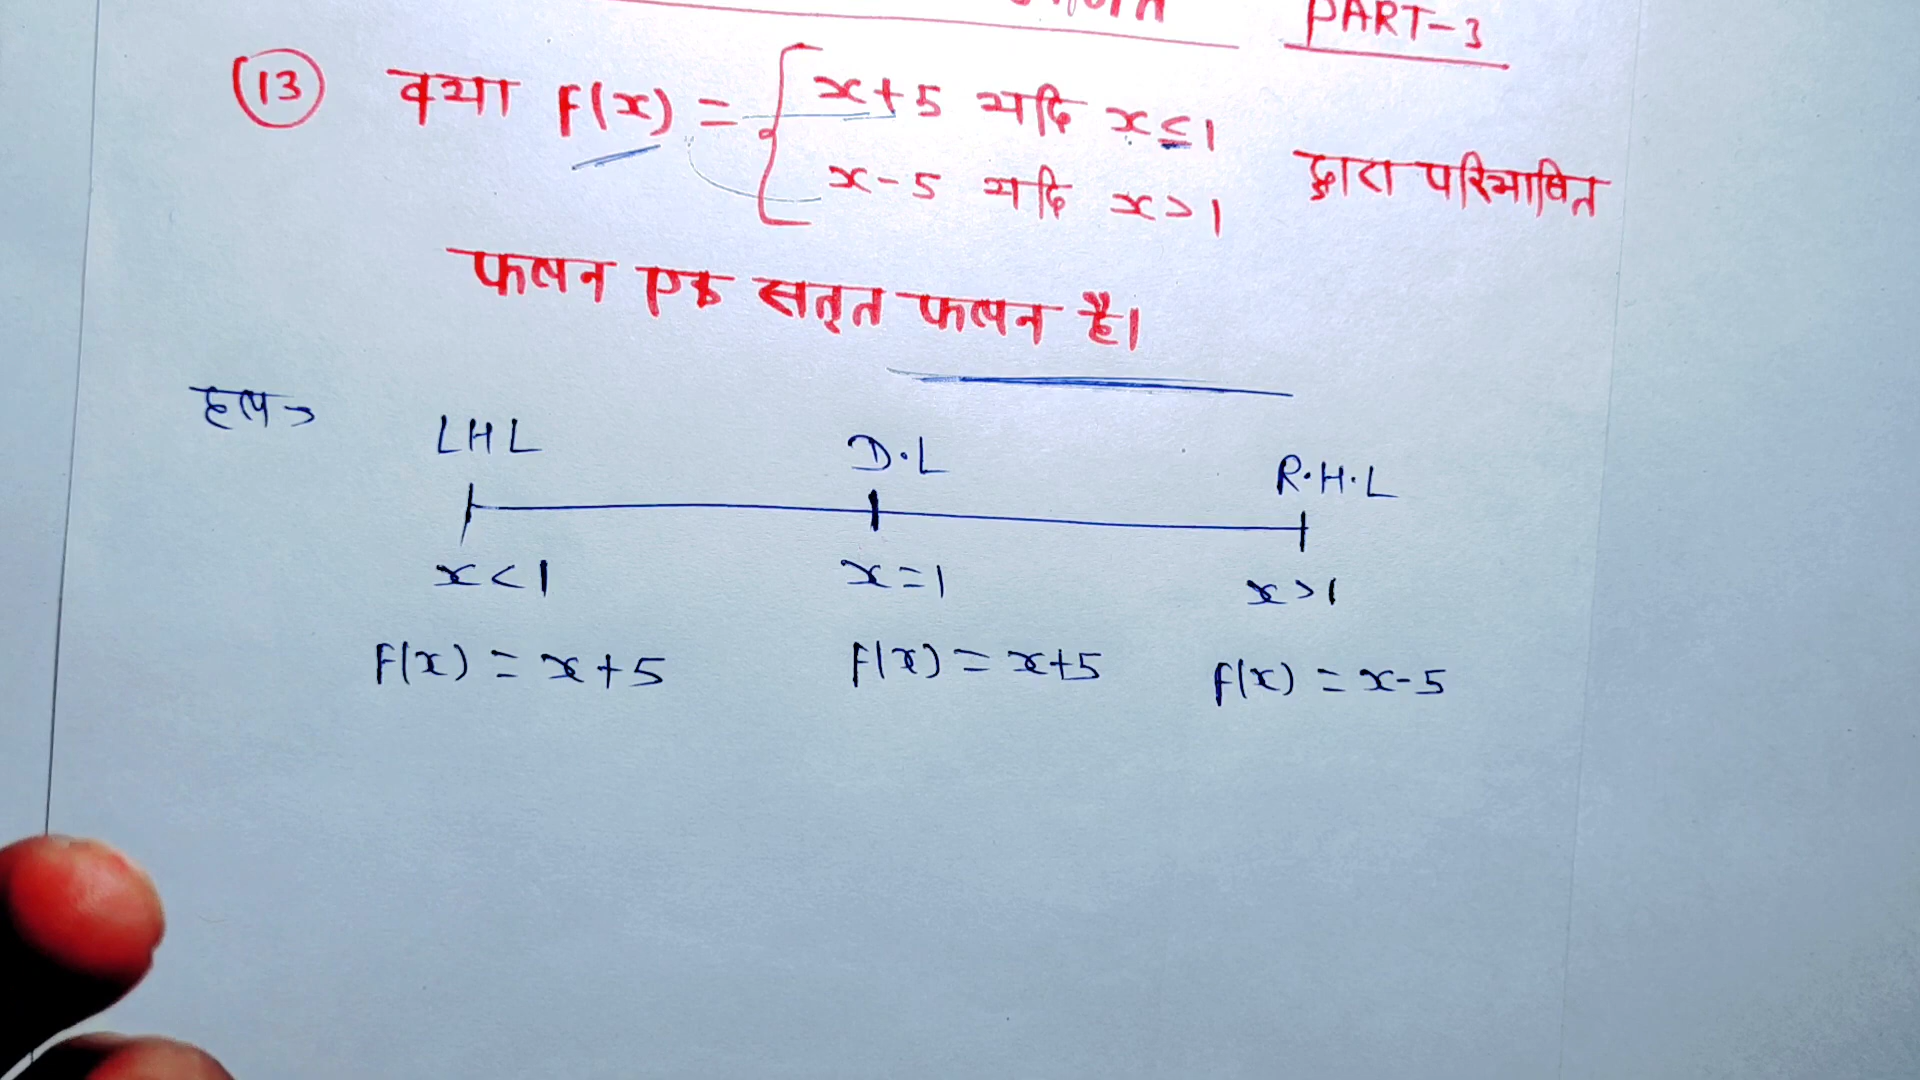 PART-3
(13) क्या F(x) = { x+5 यदि x≤1
x-5 यदि x>1 द्वारा परिभाषित
फलन एक सतत फलन है।
हल→
LHL D.L R.H.L
x<1 x=1 x>1
F(x) = x+5 F(x) = x+5 F(x) = x-5